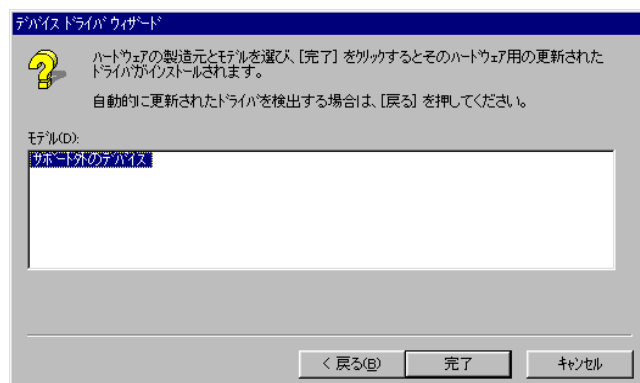 ﾃﾞﾊﾞｲｽ ﾄﾞﾗｲﾊﾞ ｳｨｻﾞｰﾄﾞ
ﾊｰﾄﾞｳｪｱの製造元とﾓﾃﾞﾙを選び、[完了] をｸﾘｯｸするとそのﾊｰﾄﾞｳｪｱ用の更新された
ﾄﾞﾗｲﾊﾞがｲﾝｽﾄｰﾙされます。
自動的に更新されたﾄﾞﾗｲﾊﾞを検出する場合は、[戻る] を押してください。
ﾓﾃﾞﾙ(D):
ｻﾎﾟｰﾄ外のﾃﾞﾊﾞｲｽ
< 戻る(B) 完了 ｷｬﾝｾﾙ